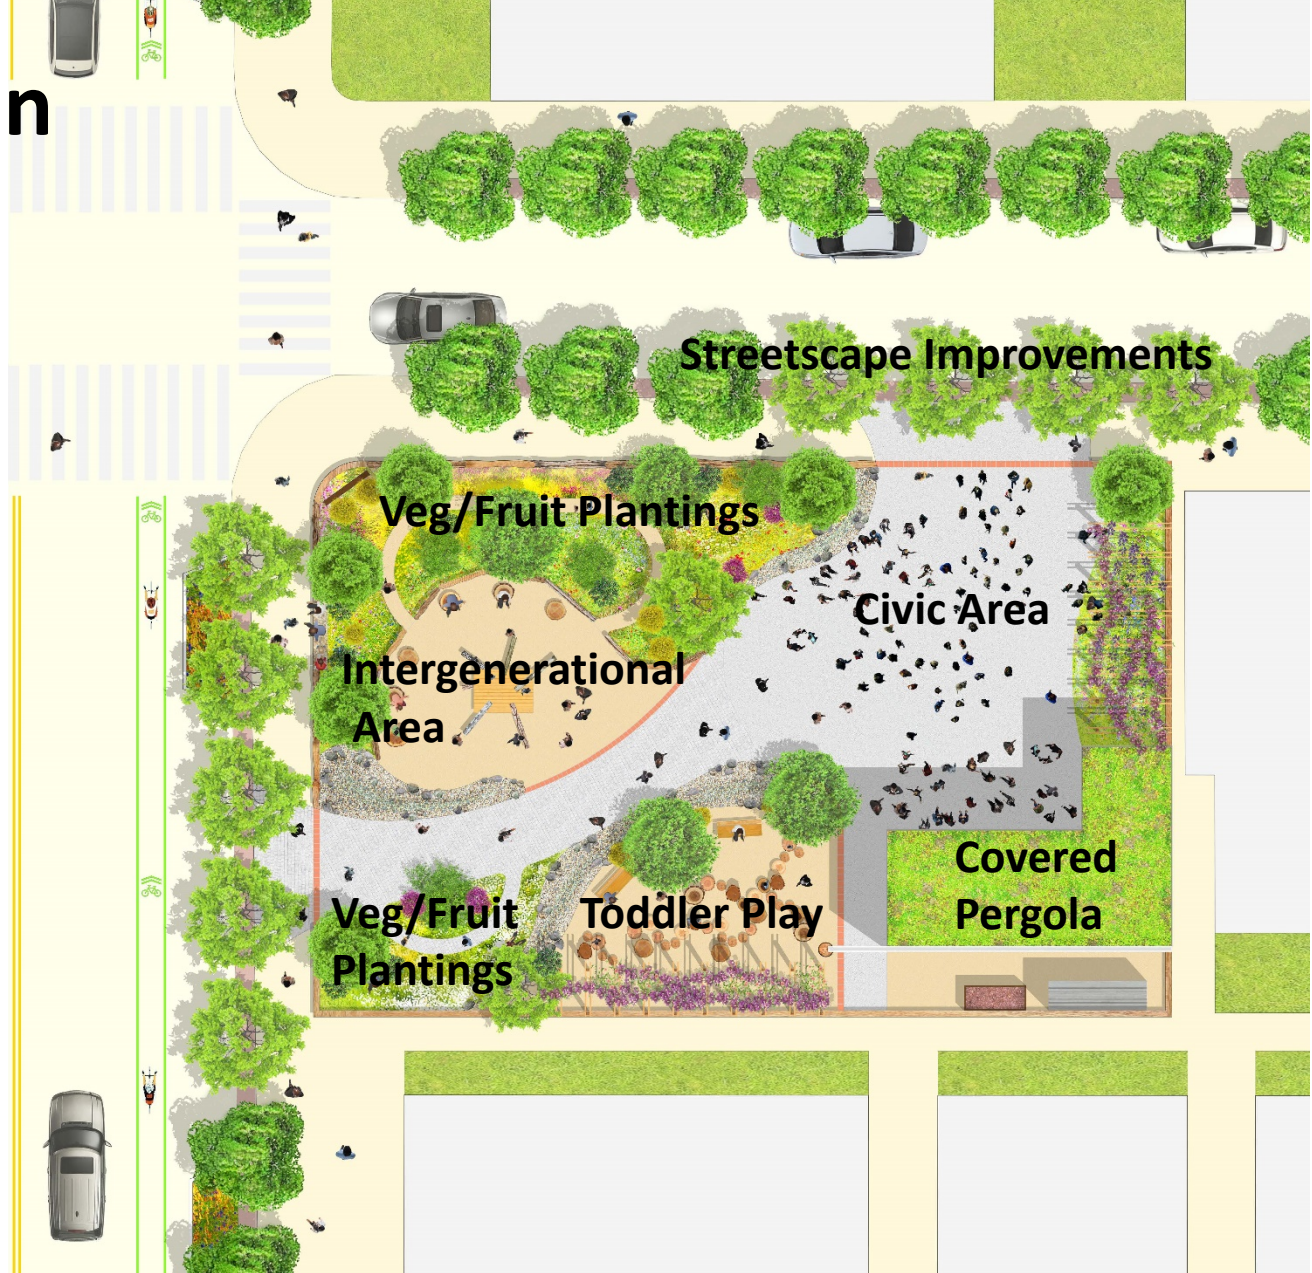 n
Streetscape Improvements
Veg/Fruit Plantings
Civic Area
Intergenerational
Area
Covered
Pergola
Veg/Fruit
Plantings
Toddler Play